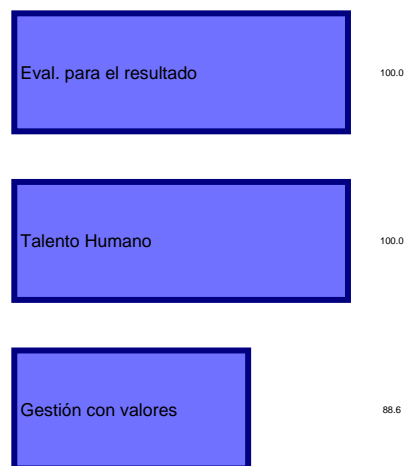 Eval. para el resultado 100.0
Talento Humano 100.0
Gestión con valores 88.6